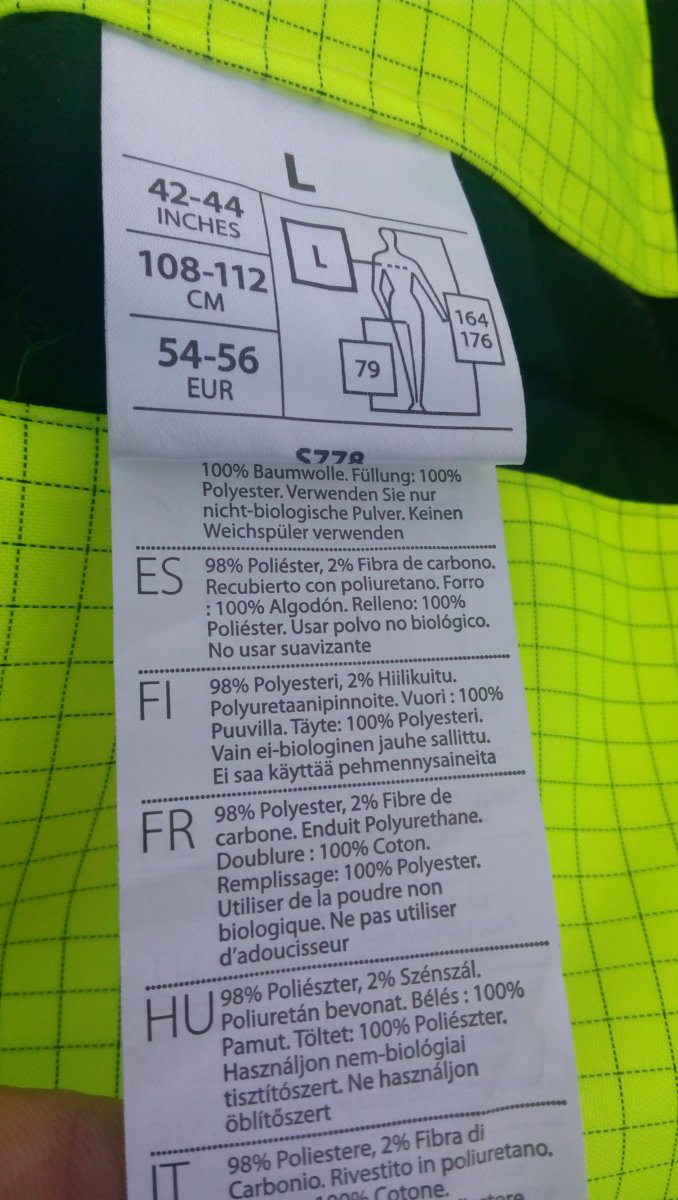 L
42-44
INCHES
108-112
CM
54-56
EUR
L
164
176
79
S778
100% Baumwolle. Füllung: 100%
Polyester. Verwenden Sie nur
nicht-biologische Pulver. Keinen
Weichspüler verwenden
ES
98% Poliéster, 2% Fibra de carbono.
Recubierto con poliuretano. Forro
: 100% Algodón. Relleno: 100%
Poliéster. Usar polvo no biológico.
No usar suavizante
FI
98% Polyesteri, 2% Hiilikuitu.
Polyuretaanipinnoite. Vuori : 100%
Puuvilla. Täyte: 100% Polyesteri.
Vain ei-biologinen jauhe sallittu.
Ei saa käyttää pehmennysaineita
FR
98% Polyester, 2% Fibre de
carbone. Enduit Polyurethane.
Doublure : 100% Coton.
Remplissage: 100% Polyester.
Utiliser de la poudre non
biologique. Ne pas utiliser
d'adoucisseur
HU
98% Poliészter, 2% Szénszál.
Poliuretán bevonat. Bélés : 100%
Pamut. Töltet: 100% Poliészter.
Használjon nem-biológiai
tisztítószert. Ne használjon
öblítőszert
IT
98% Poliestere, 2% Fibra di
Carbonio. Rivestito in poliuretano.
100% Cotone.